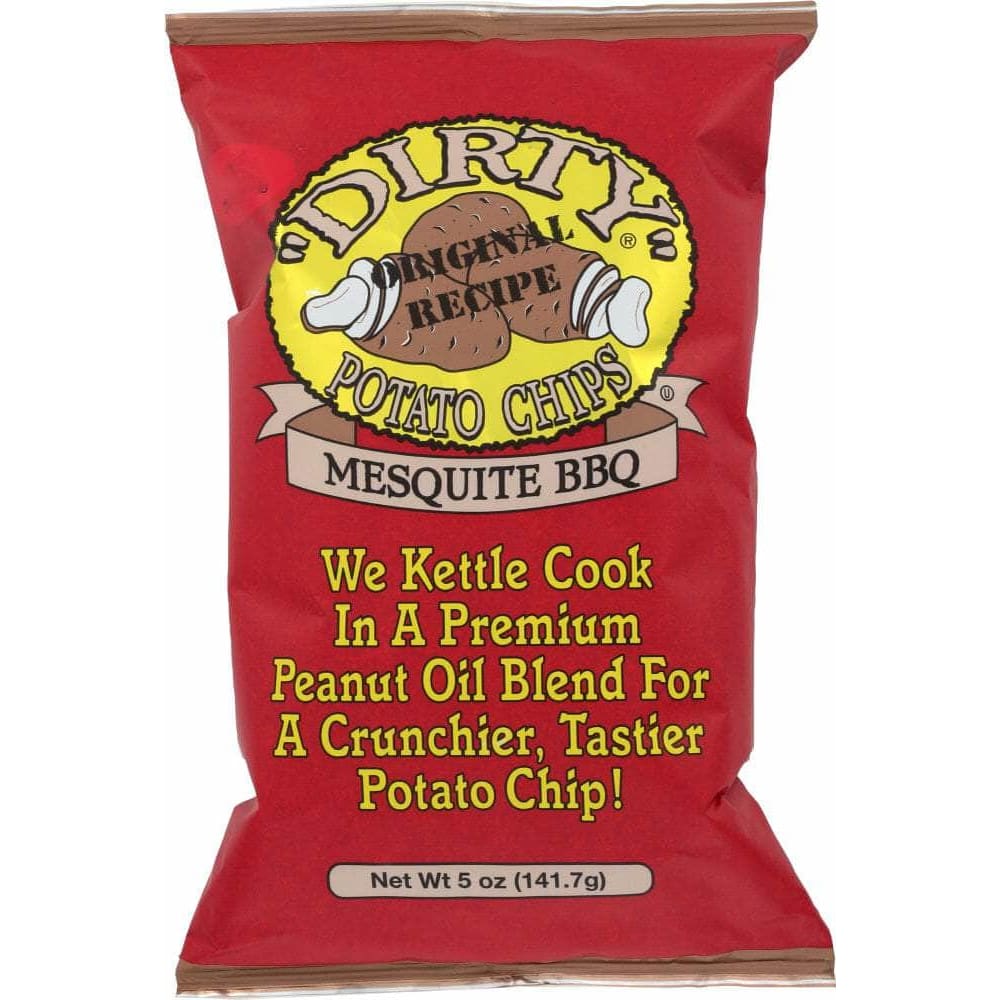 "DIRTY"®
ORIGINAL
RECIPE
POTATO CHIPS
U
MESQUITE BBQ
We Kettle Cook
In A Premium
Peanut Oil Blend For
A Crunchier, Tastier
Potato Chip!
Net Wt 5 oz (141.7g)